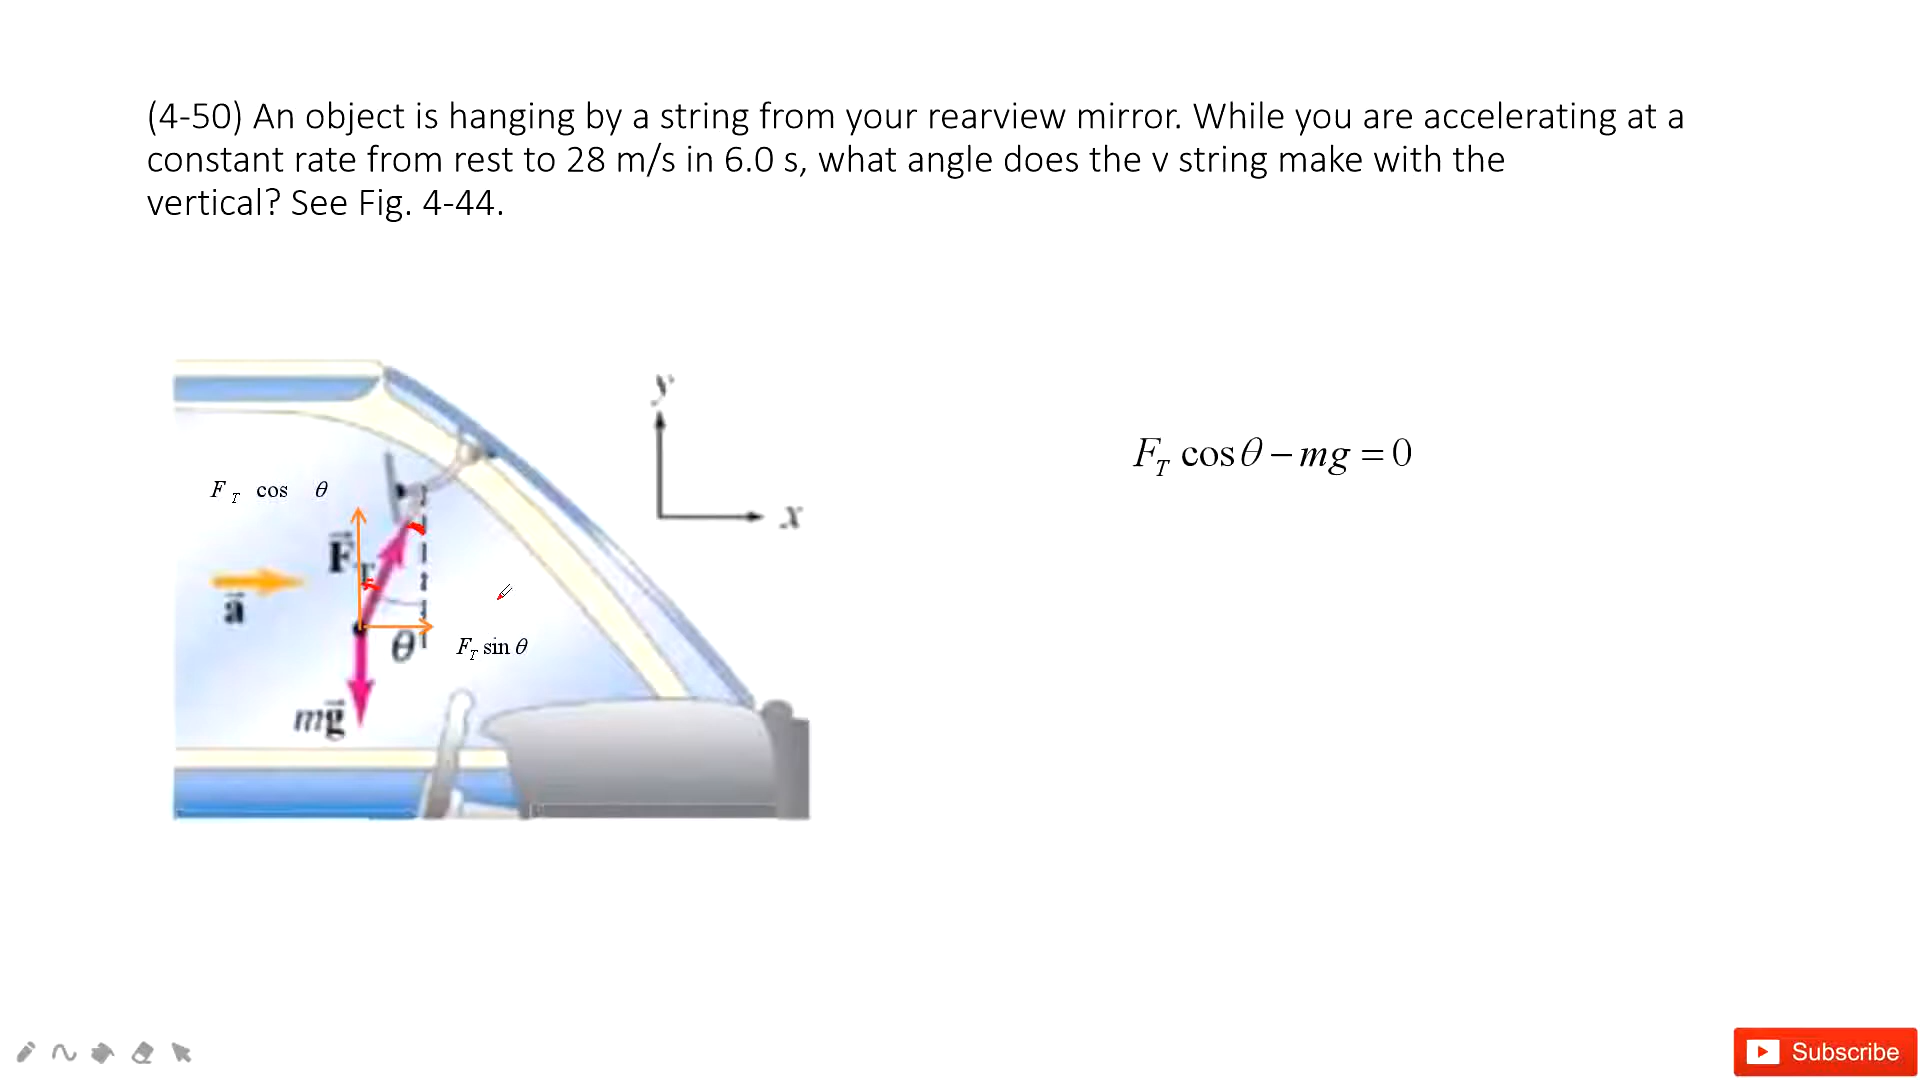 (4-50) An object is hanging by a string from your rearview mirror. While you are accelerating at a
constant rate from rest to 28 m/s in 6.0 s, what angle does the v string make with the
vertical? See Fig. 4-44.
y
x
F_T cos θ − mg = 0
F_T cos θ
F⃗_T
a⃗
θ
F_T sin θ
mg⃗
Subscribe